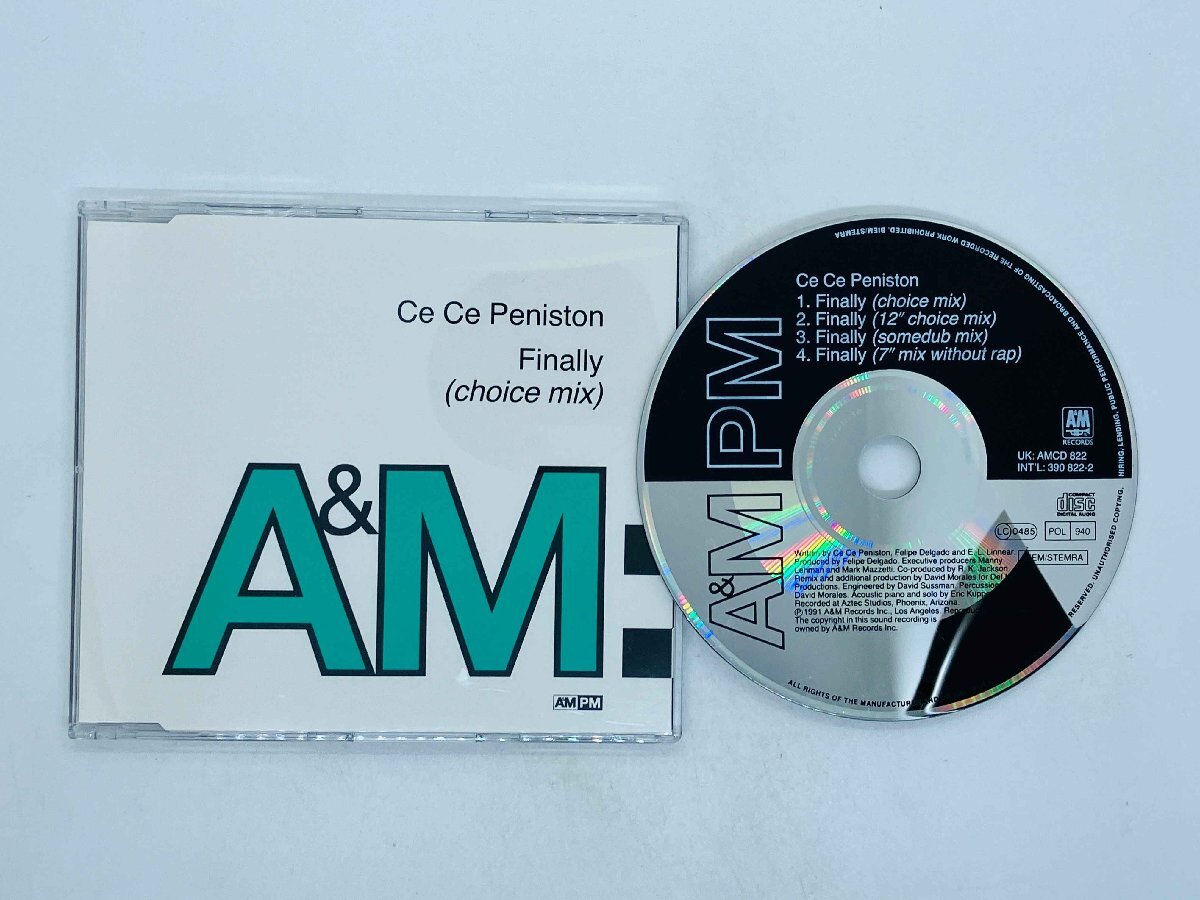 Ce Ce Peniston
Finally
(choice mix)
A&M:
A&M PM
A&M PM
Ce Ce Peniston
1. Finally (choice mix)
2. Finally (12" choice mix)
3. Finally (somedub mix)
4. Finally (7" mix without rap)
A&M
RECORDS
UK: AMCD 822
INT'L: 390 822-2
COMPACT
disc
DIGITAL AUDIO
LC 0485
POL 940
/STEMRA
Written by Ce Ce Peniston, Felipe Delgado and E. L. Linnear.
Produced by Felipe Delgado. Executive producers Manny
Lehman and Mark Mazzetti. Co-produced by R. K. Jackson
Remix and additional production by David Morales for Def
Productions. Engineered by David Sussman. Percussion
David Morales. Acoustic piano and solo by Eric Kupper
Recorded at Aztec Studios, Phoenix, Arizona.
℗ 1991 A&M Records Inc., Los Angeles.
The copyright in this sound recording is
owned by A&M Records Inc.
ALL RIGHTS OF THE MANUFACTURER AND
RESERVED. UNAUTHORISED COPYING, HIRING, LENDING, PUBLIC PERFORMANCE AND BROADCASTING OF THE RECORDED WORK PROHIBITED. BIEM/STEMRA